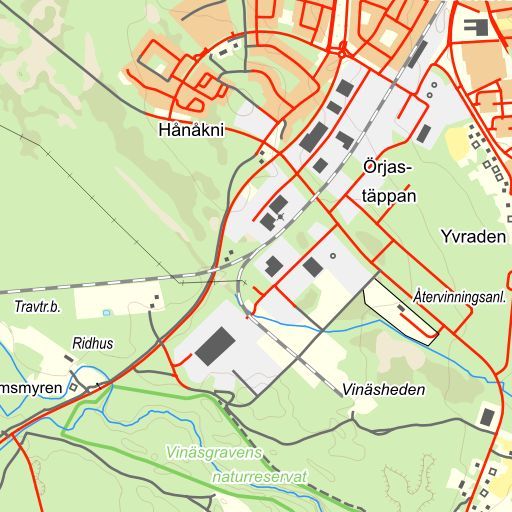 Hånåkni
Örjas-
täppan
Yvraden
Återvinningsanl.
Travtr.b.
Ridhus
msmyren
Vinäsheden
Vinäsgravens
naturreservat